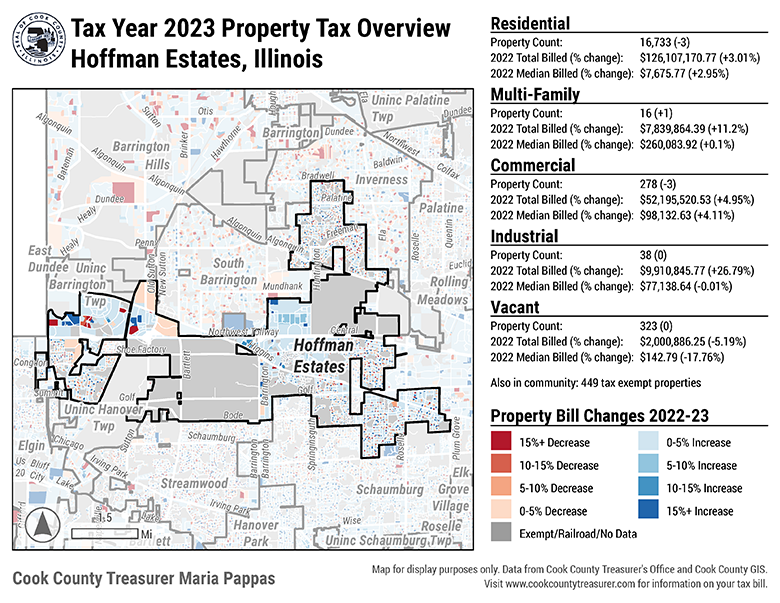 Tax Year 2023 Property Tax Overview
Hoffman Estates, Illinois
Residential
Property Count: 16,733 (-3)
2022 Total Billed (% change): $126,107,170.77 (+3.01%)
2022 Median Billed (% change): $7,675.77 (+2.95%)
Multi-Family
Property Count: 16 (+1)
2022 Total Billed (% change): $7,839,864.39 (+11.2%)
2022 Median Billed (% change): $260,083.92 (+0.1%)
Commercial
Property Count: 278 (-3)
2022 Total Billed (% change): $52,195,520.53 (+4.95%)
2022 Median Billed (% change): $98,132.63 (+4.11%)
Industrial
Property Count: 38 (0)
2022 Total Billed (% change): $9,910,845.77 (+26.79%)
2022 Median Billed (% change): $77,138.64 (-0.01%)
Vacant
Property Count: 323 (0)
2022 Total Billed (% change): $2,000,886.25 (-5.19%)
2022 Median Billed (% change): $142.79 (-17.76%)
Also in community: 449 tax exempt properties
Property Bill Changes 2022-23
15%+ Decrease
10-15% Decrease
5-10% Decrease
0-5% Decrease
0-5% Increase
5-10% Increase
10-15% Increase
15%+ Increase
Exempt/Railroad/No Data
Uninc Palatine
Twp
Dundee
Ela
Algonquin
Sutton
Otis
Brinker
Hawthorne
Barrington
Dundee
Northwest
Colfax
Baldwin
Barrington
Hills
Bateman
Algonquin
Algonquin
Inverness
Bradwell
Palatine
Palatine
Dundee
Healy
Healy
Penny
Algonquin
Algonquin
Freeman
Ela
Roselle
Quentin
Euclid
East
Dundee
Uninc
Barrington
Twp
Old Sutton
New Sutton
South
Barrington
Mundhank
Huntington
Rolling
Meadows
Northwest Tollway
Central
Higgins
Hoffman
Estates
Shoe Factory
Bartlett
Barrington
Golf
Golf
Bode
Congdon
Summit
Uninc Hanover
Twp
Elgin
Chicago
Sutton
Schaumburg
Barrington
Barrington
Springinsguth
Roselle
Plum Grove
Us
20
Bluff
City
Lake
Irving Park
Streamwood
Irving Park
Lake
Schaumburg
Elk
Grove
Village
Wise
Roselle
Hanover
Park
Bartlett
Uninc Schaumburg Twp
1.5
Mi
Cook County Treasurer Maria Pappas
Map for display purposes only. Data from Cook County Treasurer's Office and Cook County GIS.
Visit www.cookcountytreasurer.com for information on your tax bill.